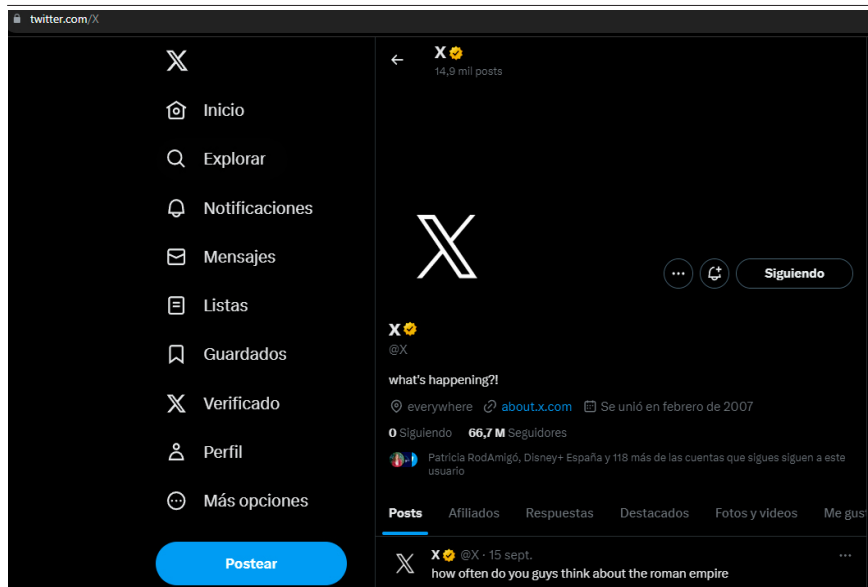 twitter.com/X
Inicio
Explorar
Notificaciones
Mensajes
Listas
Guardados
Verificado
Perfil
Más opciones
Postear
X
14,9 mil posts
Siguiendo
X
@X
what's happening?!
everywhere about.x.com Se unió en febrero de 2007
0 Siguiendo 66,7 M Seguidores
Patricia RodAmigó, Disney+ España y 118 más de las cuentas que sigues siguen a este
usuario
Posts Afiliados Respuestas Destacados Fotos y videos Me gus
X @X · 15 sept.
how often do you guys think about the roman empire